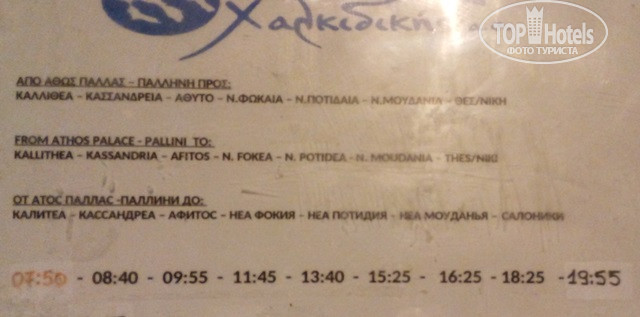 Χαλκιδικής
TOP Hotels
ФОТО ТУРИСТА
ΑΠΟ ΑΘΩΣ ΠΑΛΛΑΣ – ΠΑΛΛΗΝΗ ΠΡΟΣ:
ΚΑΛΛΙΘΕΑ – ΚΑΣΣΑΝΔΡΕΙΑ – ΑΘΥΤΟ – Ν.ΦΩΚΑΙΑ – Ν.ΠΟΤΙΔΑΙΑ – Ν.ΜΟΥΔΑΝΙΑ – ΘΕΣ/ΝΙΚΗ
FROM ATHOS PALACE - PALLINI TO:
KALLITHEA – KASSANDRIA – AFITOS – N. FOKEA – N. POTIDEA - N. MOUDANIA – THES/NIKI
ОТ АТОС ПАЛЛАС -ПАЛЛИНИ ДО:
КАЛИТЕА – КАССАНДРЕА – АФИТОС – НЕА ФОКИЯ – НЕА ПОТИДИЯ – НЕА МОУДАНЬЯ – САЛОНИКИ
07:50 - 08:40 - 09:55 - 11:45 - 13:40 - 15:25 - 16:25 - 18:25 - 19:55